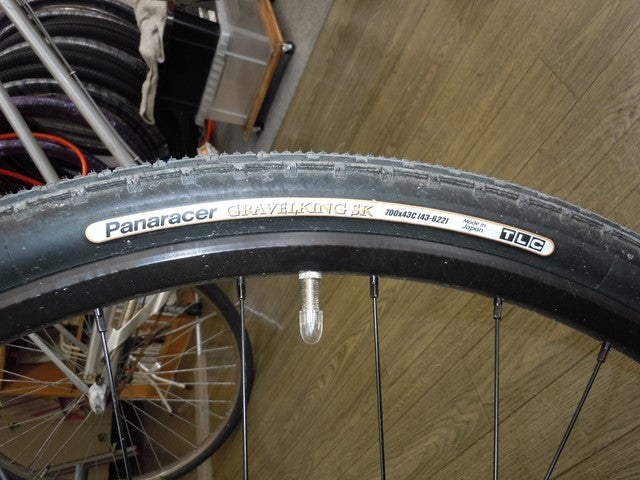 Panaracer GRAVELKING SK 700x43C (43-622) Made in Japan TLC